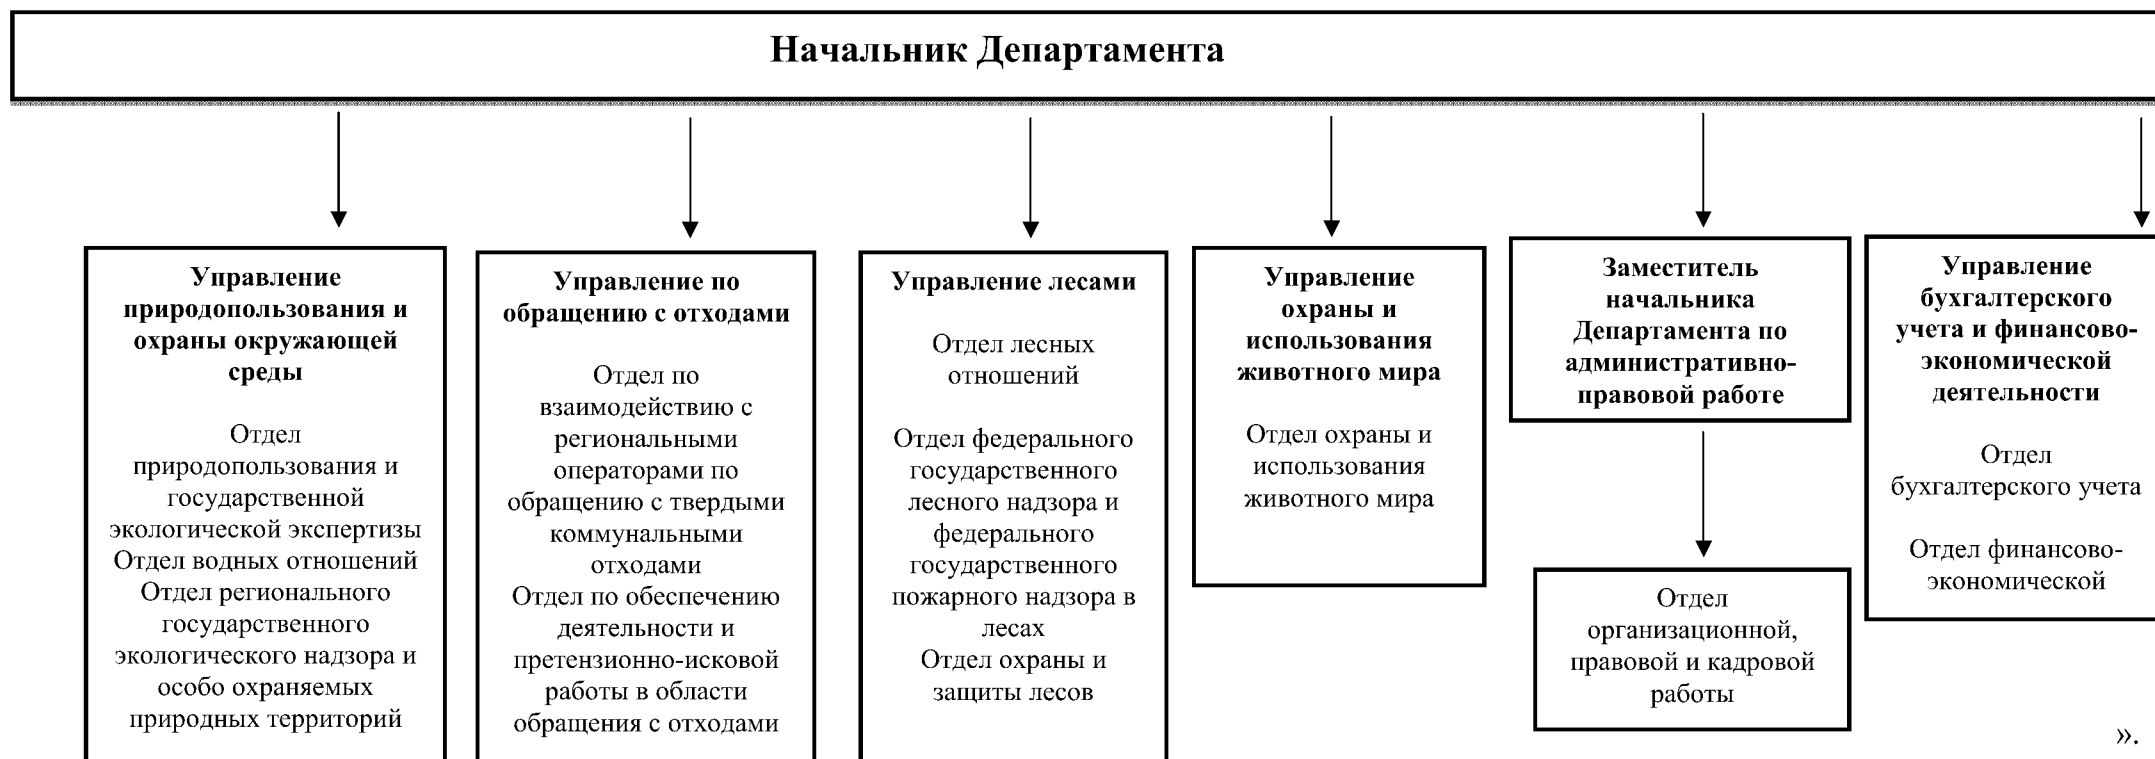 Начальник Департамента
Управление
природопользования и
охраны окружающей
среды
Отдел
природопользования и
государственной
экологической экспертизы
Отдел водных отношений
Отдел регионального
государственного
экологического надзора и
особо охраняемых
природных территорий
Управление по
обращению с отходами
Отдел по
взаимодействию с
региональными
операторами по
обращению с твердыми
коммунальными
отходами
Отдел по обеспечению
деятельности и
претензионно-исковой
работы в области
обращения с отходами
Управление лесами
Отдел лесных
отношений
Отдел федерального
государственного
лесного надзора и
федерального
государственного
пожарного надзора в
лесах
Отдел охраны и
защиты лесов
Управление
охраны и
использования
животного мира
Отдел охраны и
использования
животного мира
Заместитель
начальника
Департамента по
административно-
правовой работе
Отдел
организационной,
правовой и кадровой
работы
Управление
бухгалтерского
учета и финансово-
экономической
деятельности
Отдел
бухгалтерского учета
Отдел финансово-
экономической
».